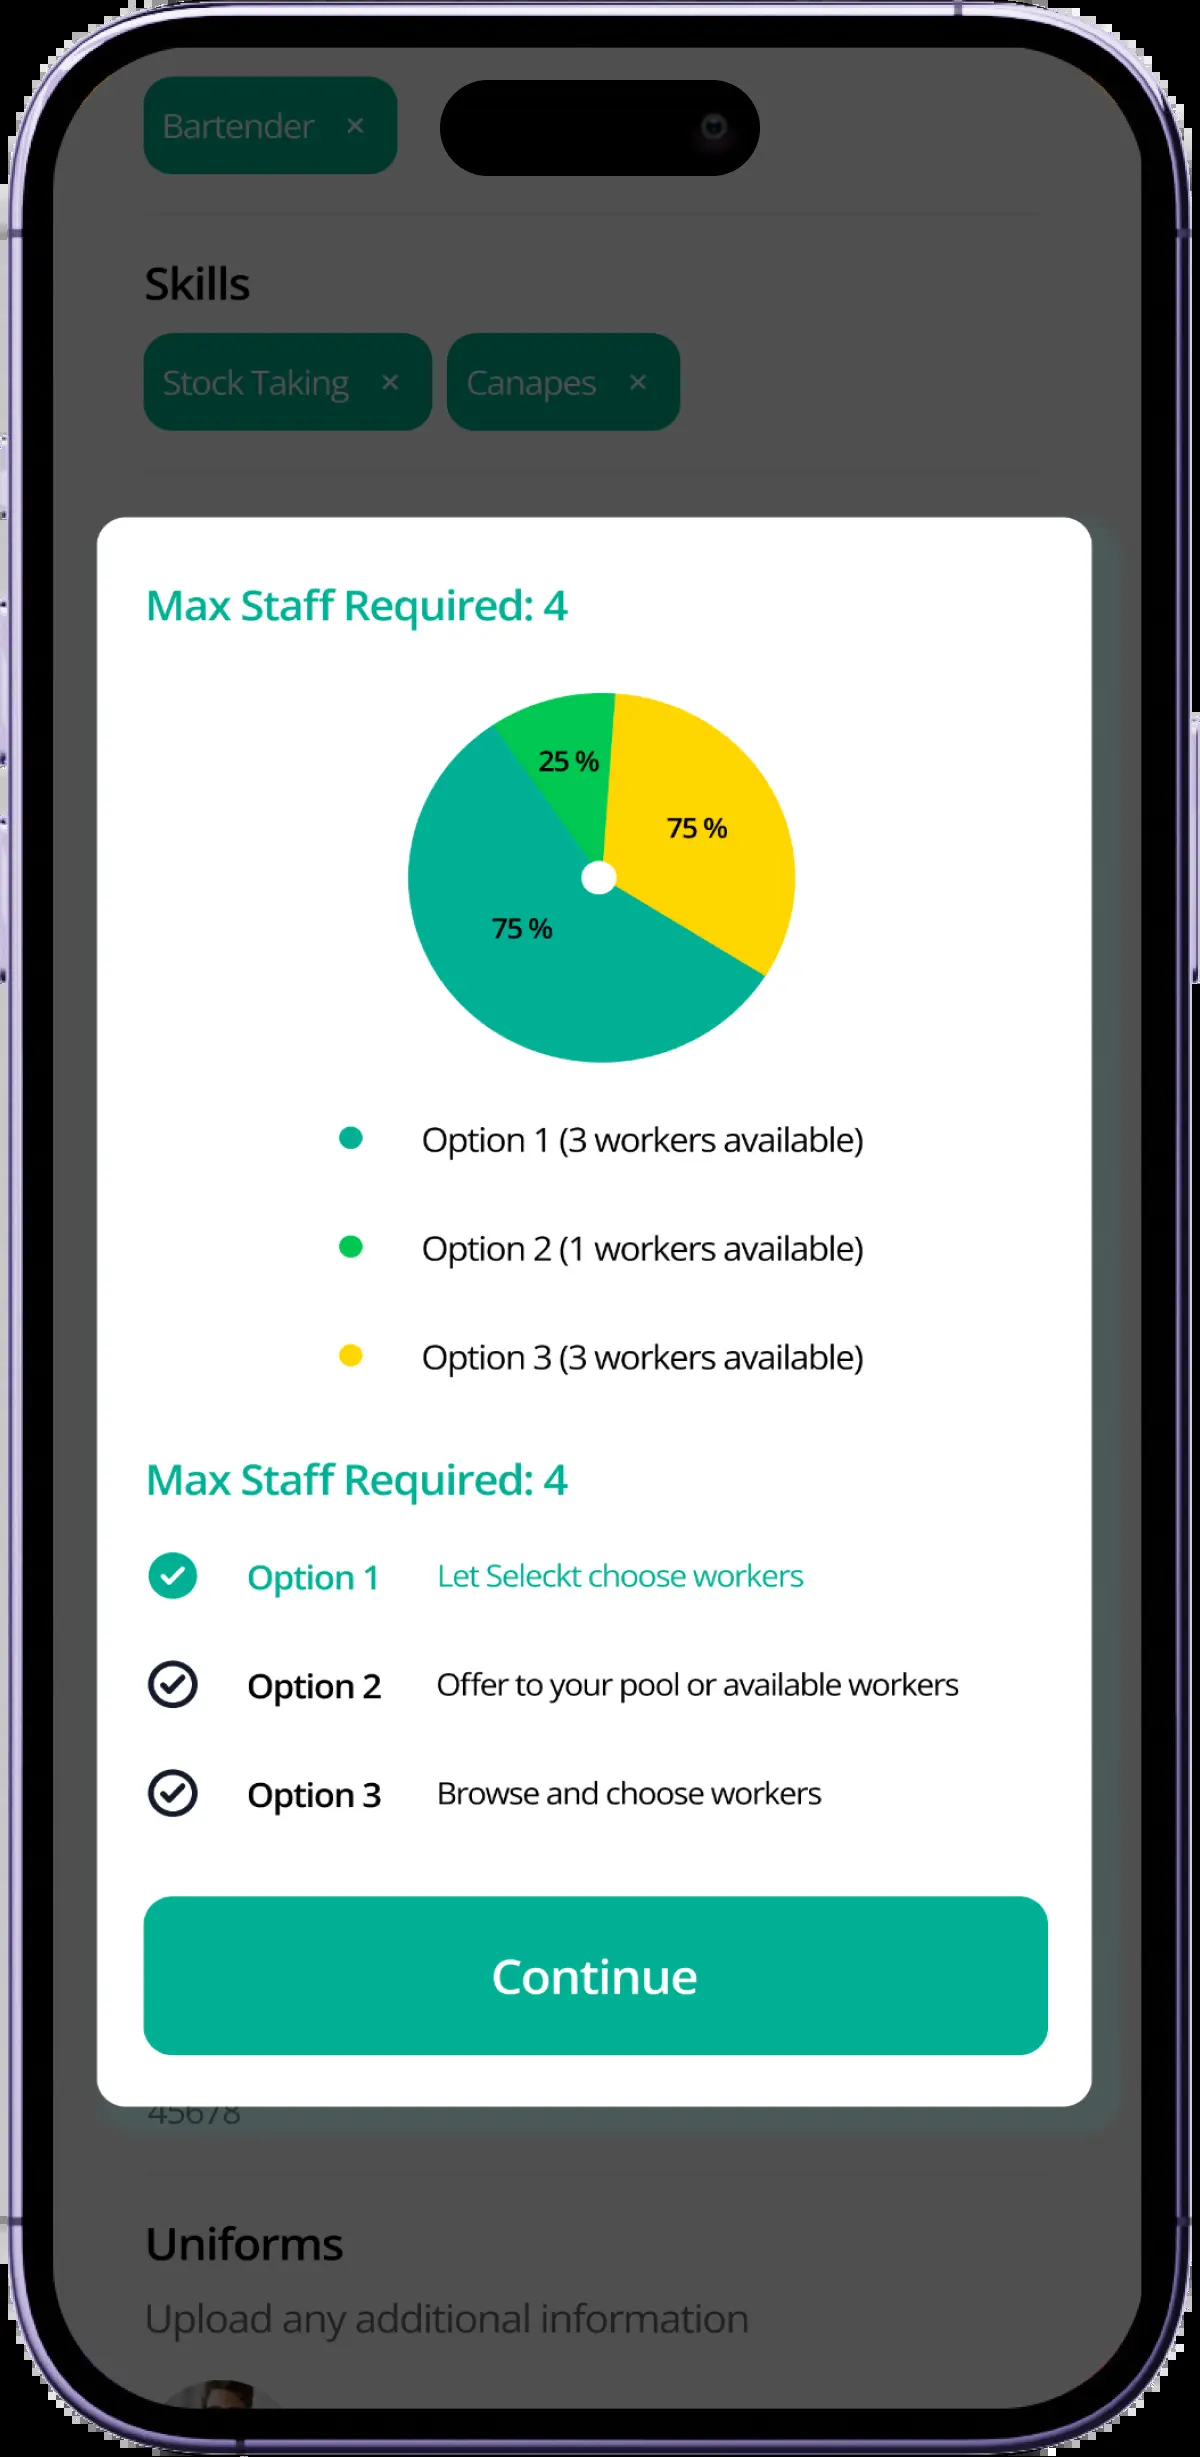 Bartender ×
Skills
Stock Taking × Canapes ×
Max Staff Required: 4
25 %
75 %
75 %
Option 1 (3 workers available)
Option 2 (1 workers available)
Option 3 (3 workers available)
Max Staff Required: 4
Option 1 Let Seleckt choose workers
Option 2 Offer to your pool or available workers
Option 3 Browse and choose workers
Continue
45678
Uniforms
Upload any additional information